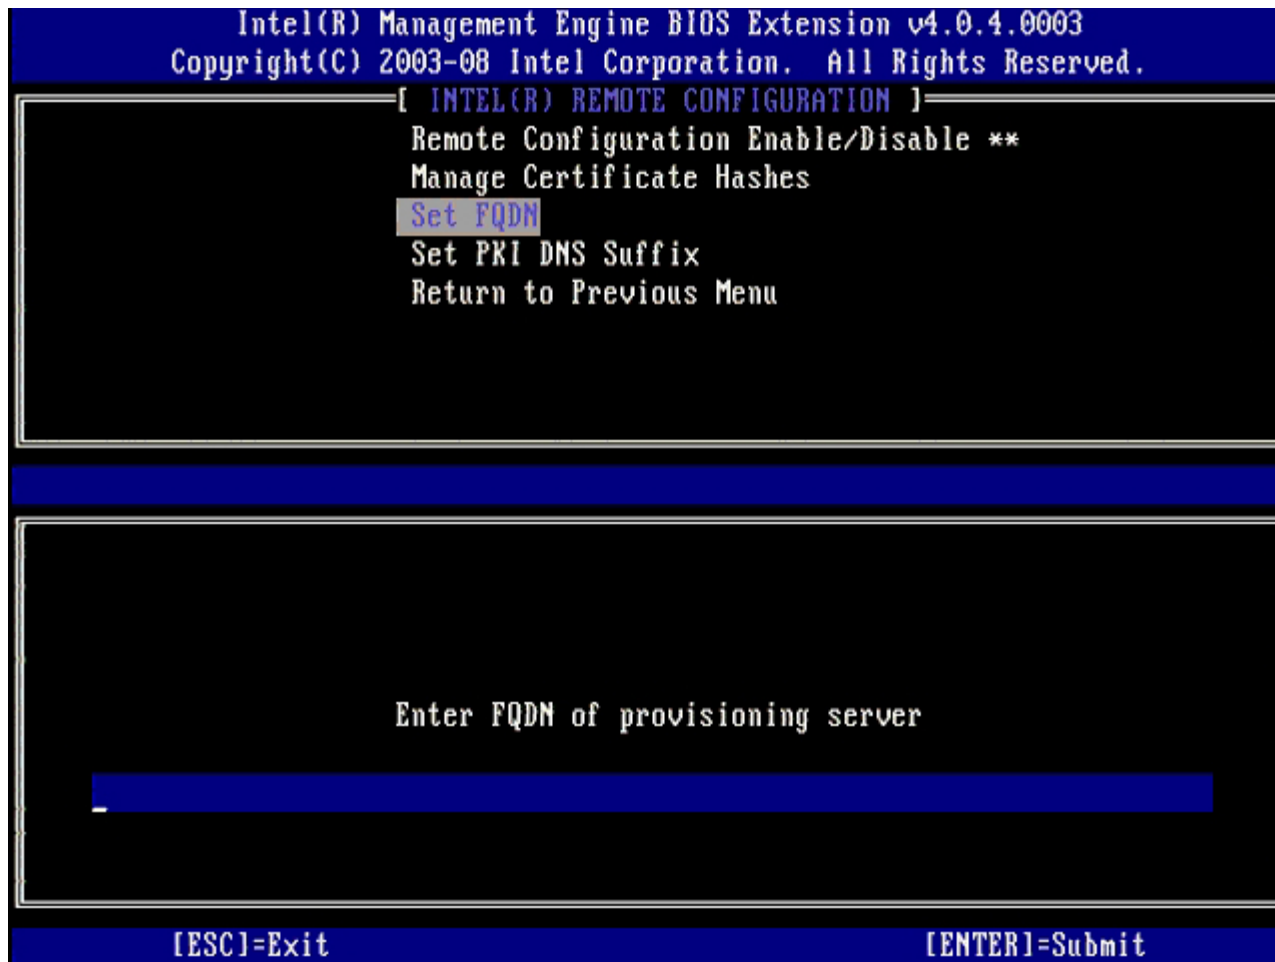 Intel(R) Management Engine BIOS Extension v4.0.4.0003
Copyright(C) 2003-08 Intel Corporation. All Rights Reserved.
[ INTEL(R) REMOTE CONFIGURATION ]
Remote Configuration Enable/Disable **
Manage Certificate Hashes
Set FQDN
Set PKI DNS Suffix
Return to Previous Menu
Enter FQDN of provisioning server
[ESC]=Exit [ENTER]=Submit